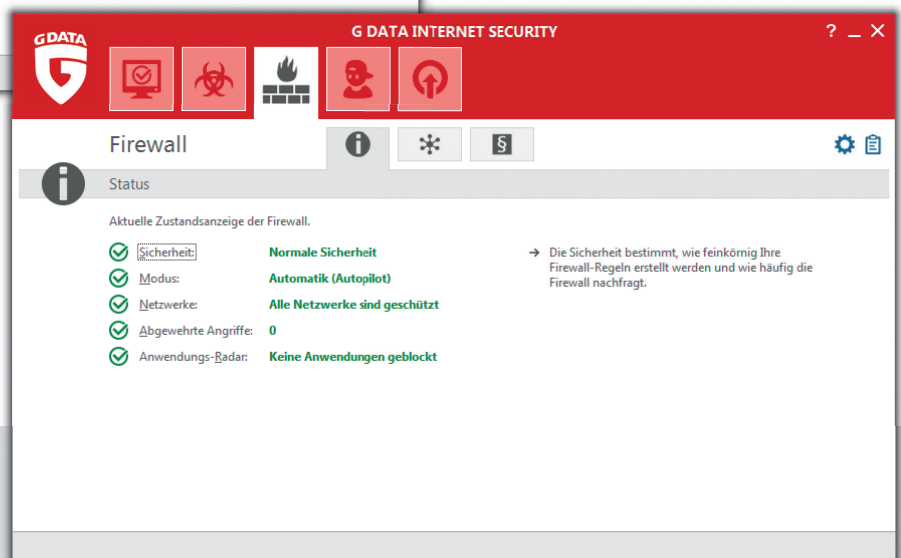 G DATA INTERNET SECURITY
? _ ×
G DATA
Firewall
§
Status
Aktuelle Zustandsanzeige der Firewall.
Sicherheit: Normale Sicherheit
Modus: Automatik (Autopilot)
Netzwerke: Alle Netzwerke sind geschützt
Abgewehrte Angriffe: 0
Anwendungs-Radar: Keine Anwendungen geblockt
→ Die Sicherheit bestimmt, wie feinkörnig Ihre
Firewall-Regeln erstellt werden und wie häufig die
Firewall nachfragt.